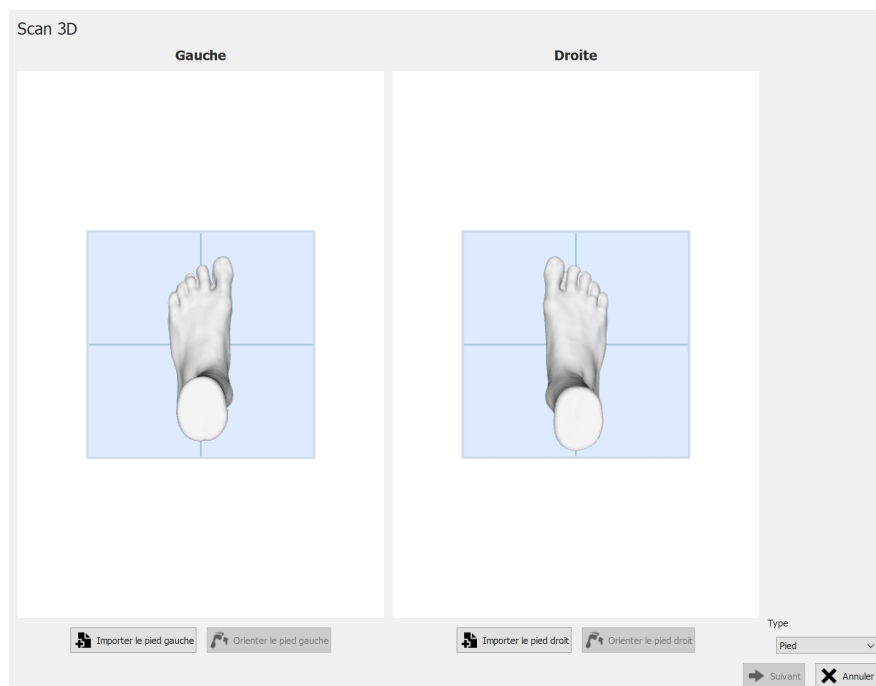 Scan 3D
Gauche
Droite
Importer le pied gauche
Orienter le pied gauche
Importer le pied droit
Orienter le pied droit
Type
Pied
Suivant
Annuler